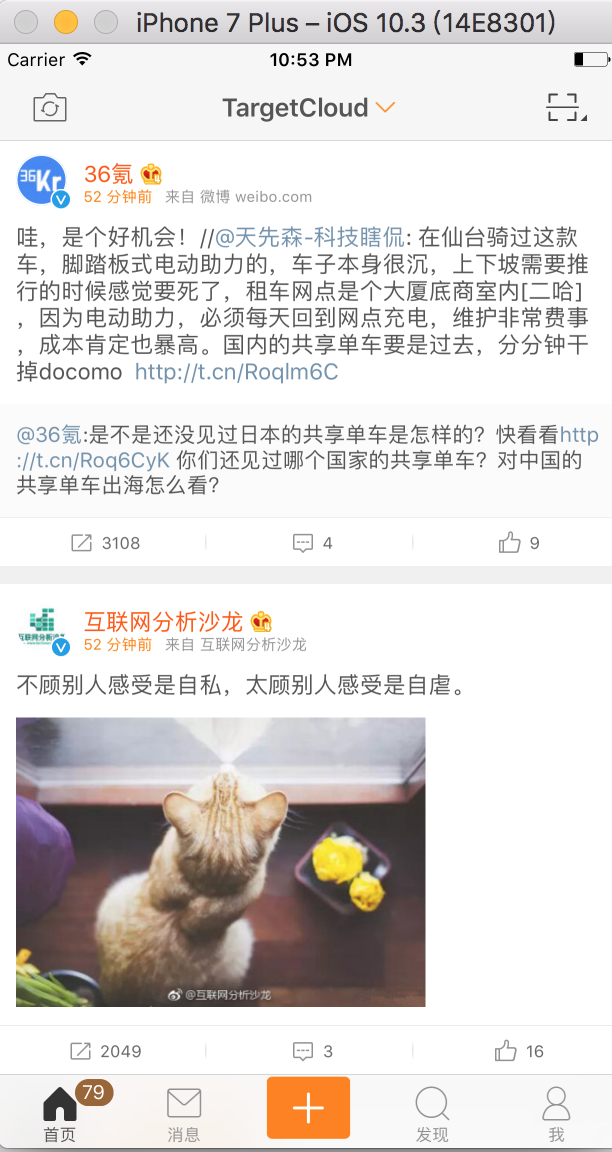 iPhone 7 Plus – iOS 10.3 (14E8301)
Carrier 10:53 PM
TargetCloud
36Kr
36氪
52 分钟前 来自 微博 weibo.com
哇，是个好机会！//@天先森-科技瞎侃: 在仙台骑过这款
车，脚踏板式电动助力的，车子本身很沉，上下坡需要推
行的时候感觉要死了，租车网点是个大厦底商室内[二哈]
，因为电动助力，必须每天回到网点充电，维护非常费事
，成本肯定也暴高。国内的共享单车要是过去，分分钟干
掉docomo http://t.cn/Roqlm6C
@36氪:是不是还没见过日本的共享单车是怎样的？快看看http
://t.cn/Roq6CyK 你们还见过哪个国家的共享单车？对中国的
共享单车出海怎么看？
3108 4 9
互联网分析沙龙
互联网分析沙龙
52 分钟前 来自 互联网分析沙龙
不顾别人感受是自私，太顾别人感受是自虐。
@互联网分析沙龙
2049 3 16
79
首页 消息 发现 我